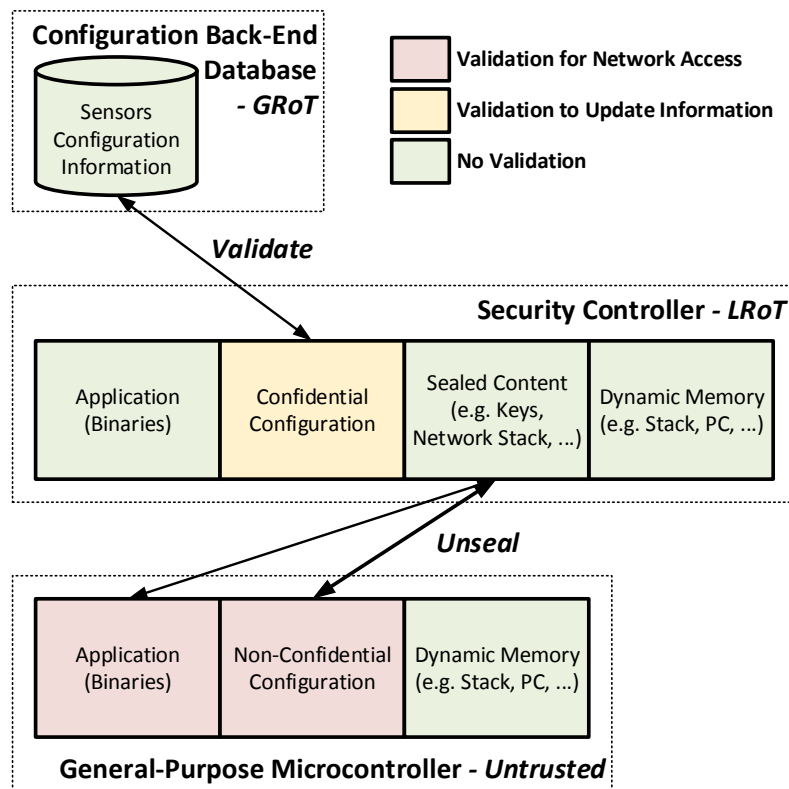 Configuration Back-End
Database
- GRoT
Sensors
Configuration
Information
Validation for Network Access
Validation to Update Information
No Validation
Validate
Security Controller - LRoT
Application
(Binaries)
Confidential
Configuration
Sealed Content
(e.g. Keys,
Network Stack, ...)
Dynamic Memory
(e.g. Stack, PC, ...)
Unseal
Application
(Binaries)
Non-Confidential
Configuration
Dynamic Memory
(e.g. Stack, PC, ...)
General-Purpose Microcontroller - Untrusted